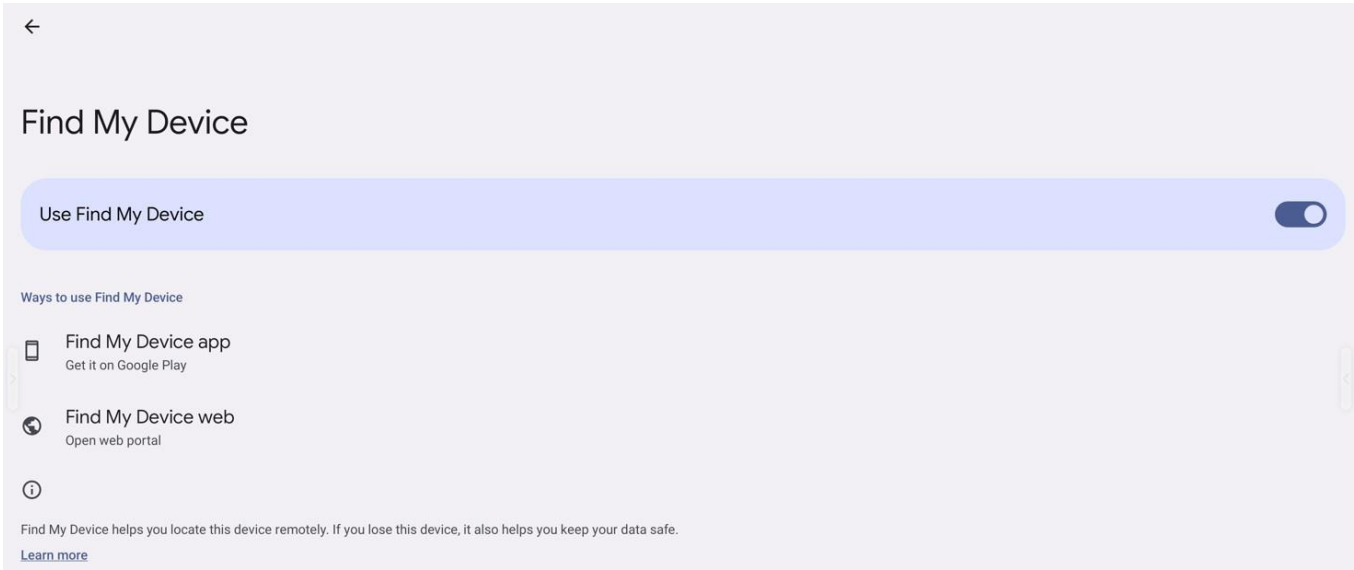 Find My Device
Use Find My Device
Ways to use Find My Device
Find My Device app
Get it on Google Play
Find My Device web
Open web portal
Find My Device helps you locate this device remotely. If you lose this device, it also helps you keep your data safe.
Learn more